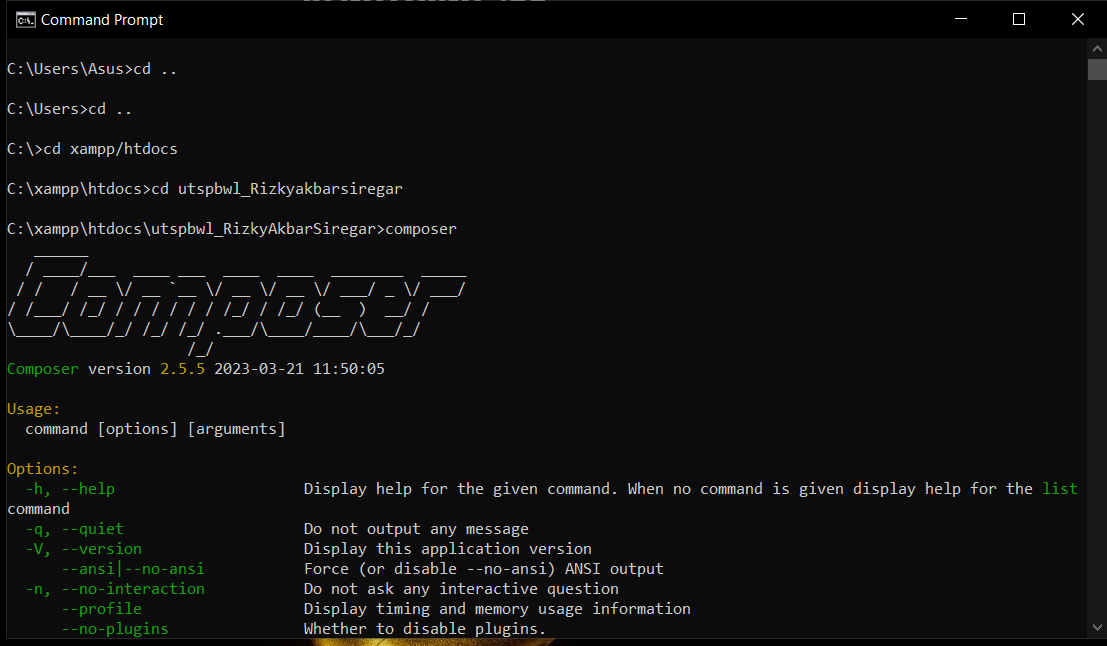 Command Prompt
C:\Users\Asus>cd ..
C:\Users>cd ..
C:\>cd xampp/htdocs
C:\xampp\htdocs>cd utspbwl_Rizkyakbarsiregar
C:\xampp\htdocs\utspbwl_RizkyAkbarSiregar>composer
   ______
  / ____/___  ____ ___  ____  ____  ________  _____
 / /   / __ \/ __ `__ \/ __ \/ __ \/ ___/ _ \/ ___/
/ /___/ /_/ / / / / / / /_/ / /_/ (__  )  __/ /
\____/\____/_/ /_/ /_/ .___/\____/____/\___/_/
                    /_/
Composer version 2.5.5 2023-03-21 11:50:05
Usage:
  command [options] [arguments]
Options:
  -h, --help                     Display help for the given command. When no command is given display help for the list
command
  -q, --quiet                    Do not output any message
  -V, --version                  Display this application version
      --ansi|--no-ansi           Force (or disable --no-ansi) ANSI output
  -n, --no-interaction           Do not ask any interactive question
      --profile                  Display timing and memory usage information
      --no-plugins               Whether to disable plugins.